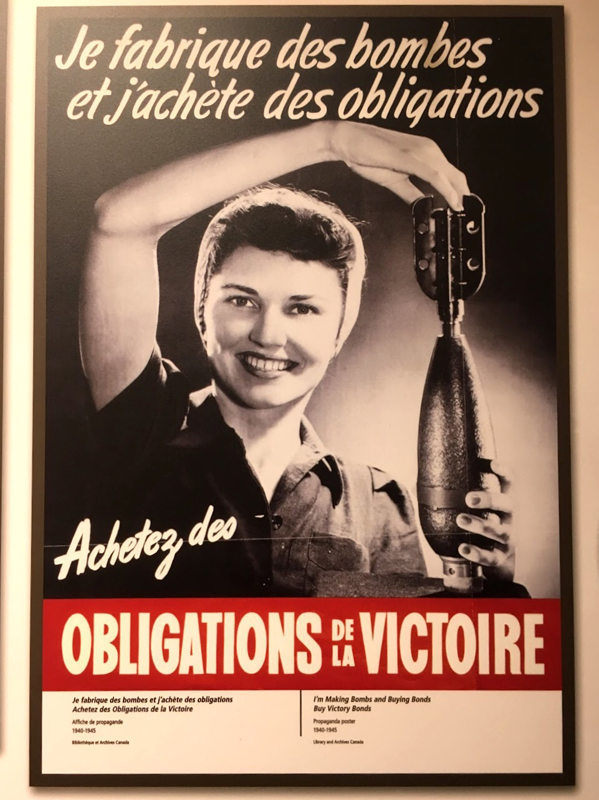 Je fabrique des bombes
et j'achète des obligations
Achetez des
OBLIGATIONS DE LA VICTOIRE
Je fabrique des bombes et j'achète des obligations
Achetez des Obligations de la Victoire
Affiche de propagande
1940-1945
Bibliothèque et Archives Canada
I'm Making Bombs and Buying Bonds
Buy Victory Bonds
Propaganda poster
1940-1945
Library and Archives Canada